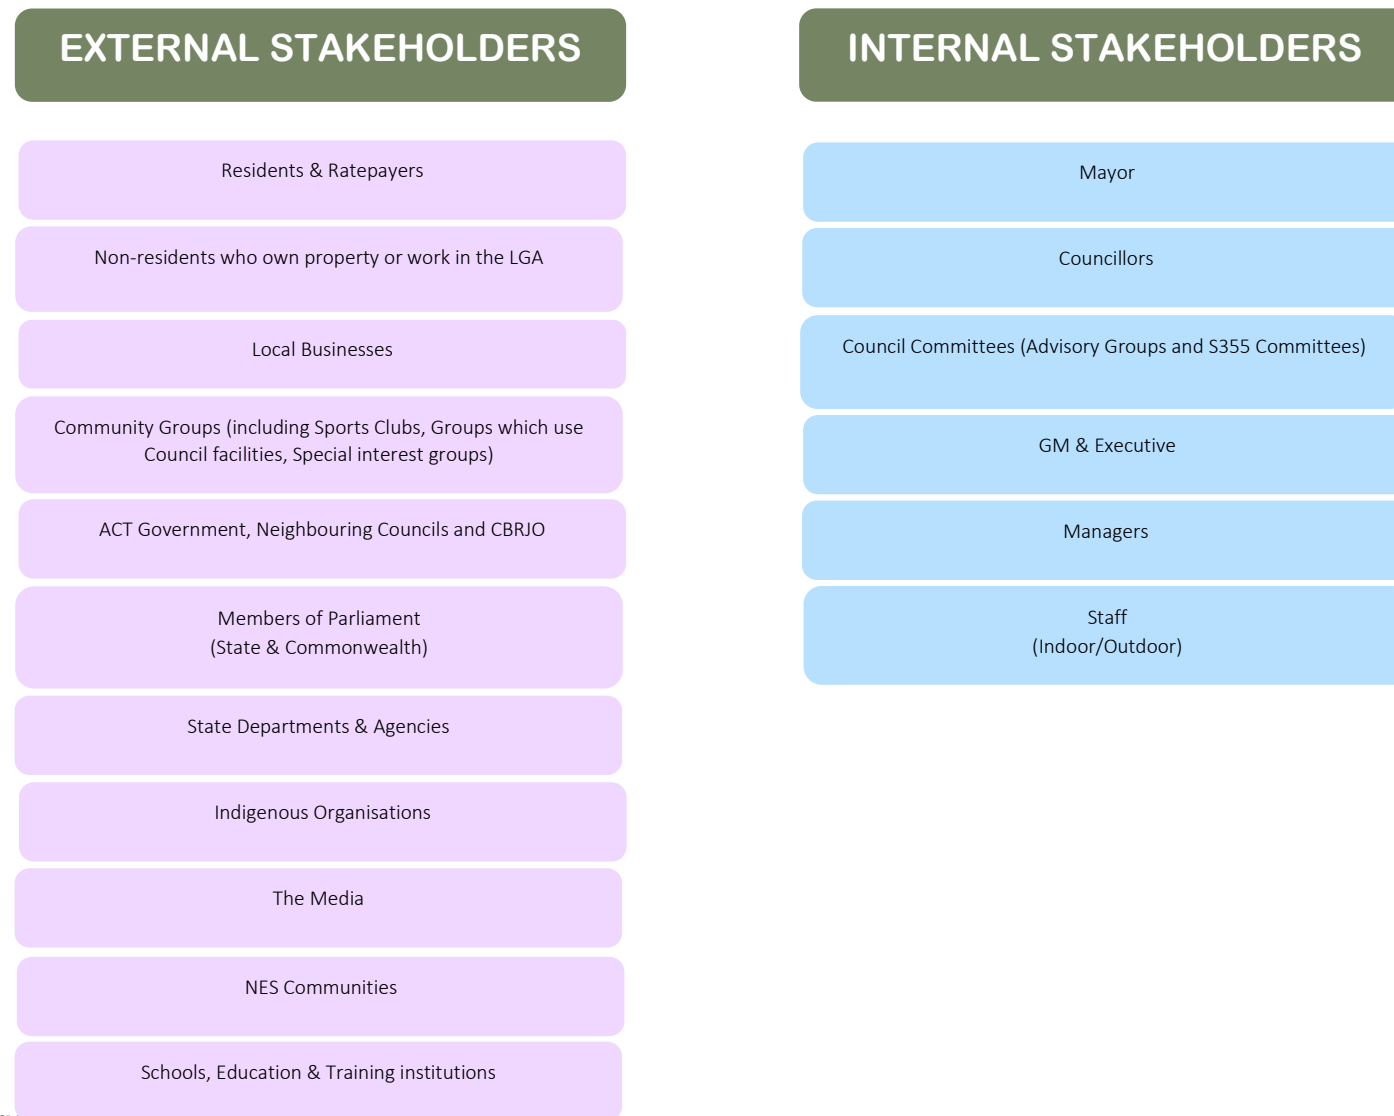 EXTERNAL STAKEHOLDERS
Residents & Ratepayers
Non-residents who own property or work in the LGA
Local Businesses
Community Groups (including Sports Clubs, Groups which use
Council facilities, Special interest groups)
ACT Government, Neighbouring Councils and CBRJO
Members of Parliament
(State & Commonwealth)
State Departments & Agencies
Indigenous Organisations
The Media
NES Communities
Schools, Education & Training institutions
INTERNAL STAKEHOLDERS
Mayor
Councillors
Council Committees (Advisory Groups and S355 Committees)
GM & Executive
Managers
Staff
(Indoor/Outdoor)